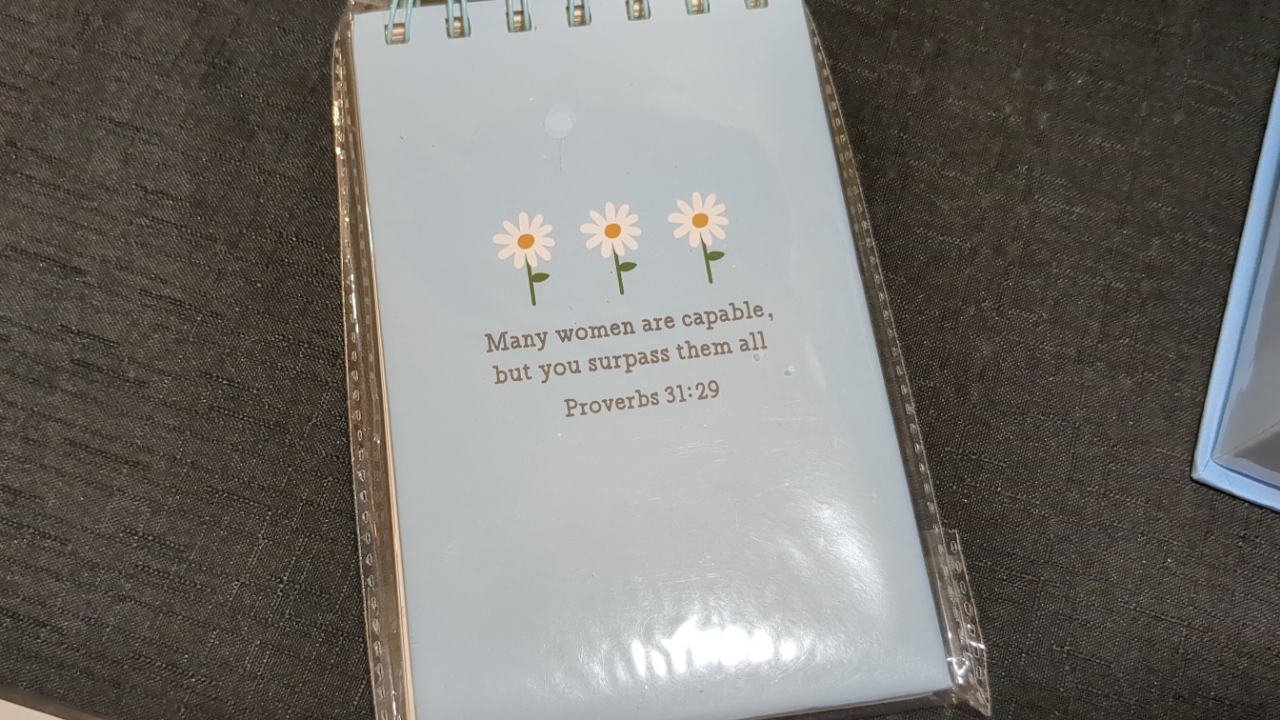 Many women are capable,
but you surpass them all
Proverbs 31:29